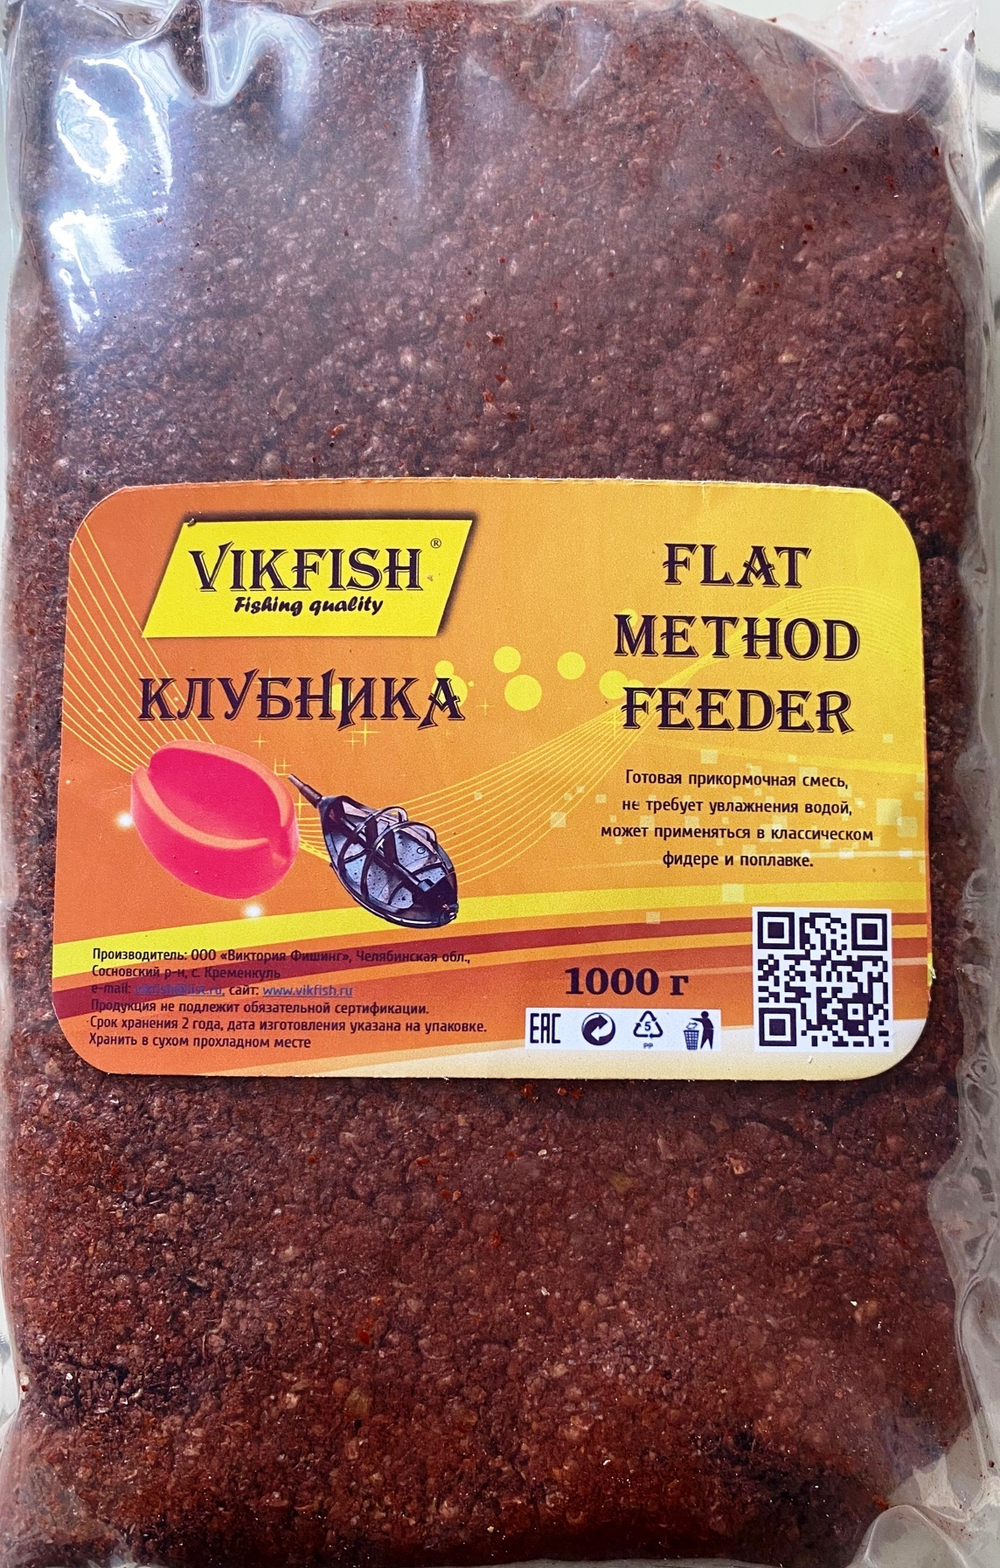 VIKFISH®
Fishing quality
КЛУБНИКА
FLAT
METHOD
FEEDER
Готовая прикормочная смесь,
не требует увлажнения водой,
может применяться в классическом
фидере и поплавке.
Производитель: ООО «Виктория Фишинг», Челябинская обл.,
Сосновский р-н, с. Кременкуль
e-mail: сайт: www.vikfish.ru
Продукция не подлежит обязательной сертификации.
Срок хранения 2 года, дата изготовления указана на упаковке.
Хранить в сухом прохладном месте
1000 г
EAC
5
PP